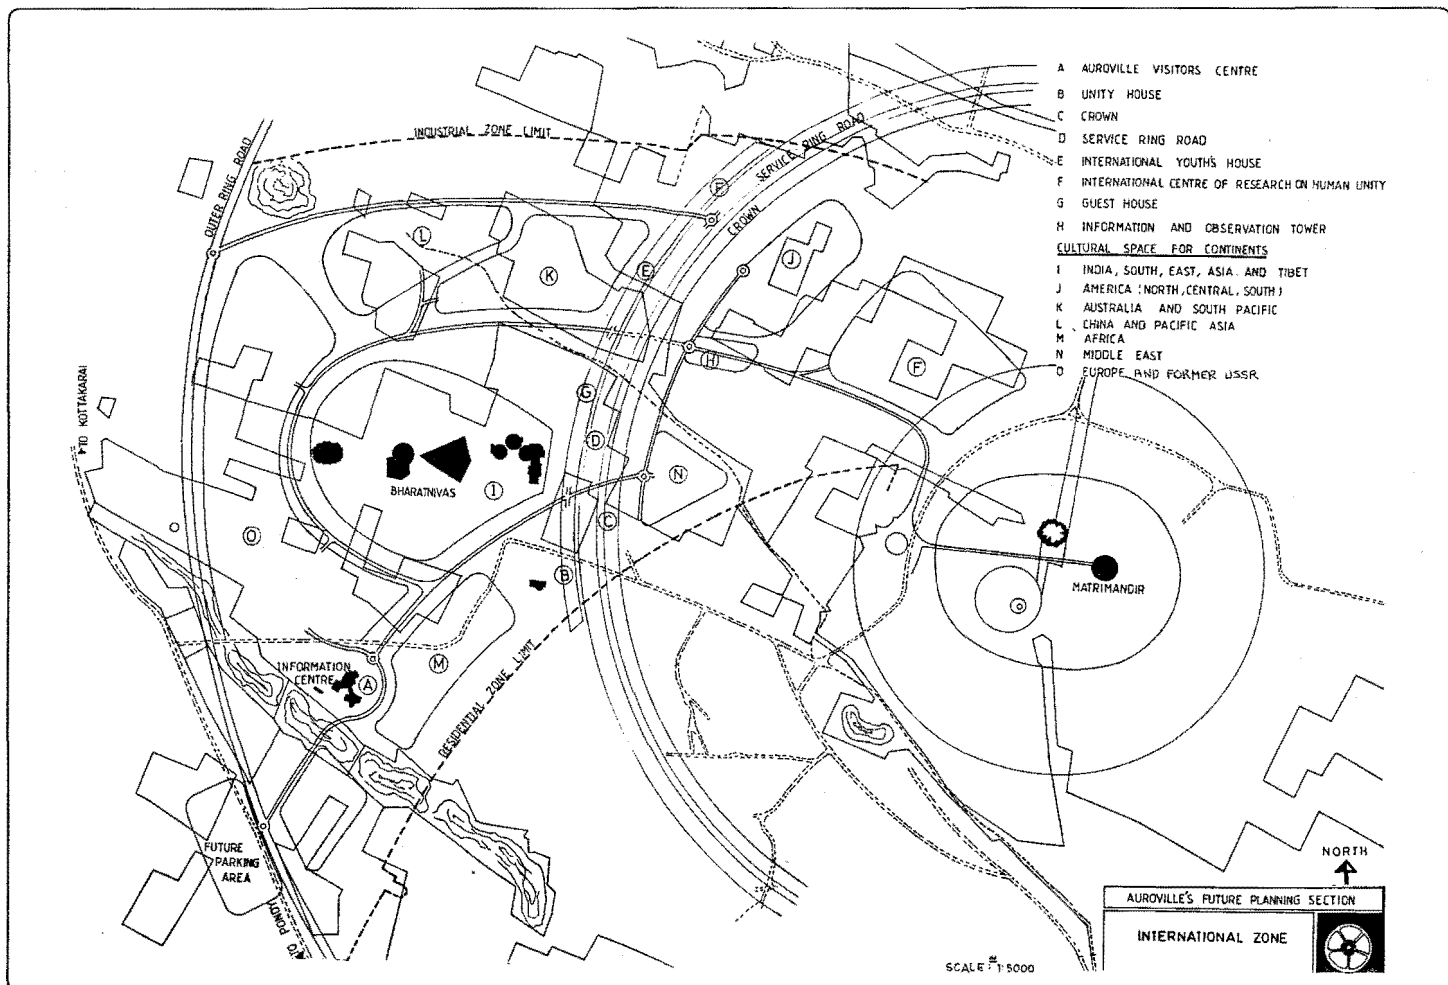 A AUROVILLE VISITORS CENTRE
B UNITY HOUSE
C CROWN
D SERVICE RING ROAD
E INTERNATIONAL YOUTH'S HOUSE
F INTERNATIONAL CENTRE OF RESEARCH ON HUMAN UNITY
G GUEST HOUSE
H INFORMATION AND OBSERVATION TOWER
CULTURAL SPACE FOR CONTINENTS
I INDIA, SOUTH, EAST, ASIA AND TIBET
J AMERICA (NORTH, CENTRAL, SOUTH)
K AUSTRALIA AND SOUTH PACIFIC
L CHINA AND PACIFIC ASIA
M AFRICA
N MIDDLE EAST
O EUROPE AND FORMER USSR
INDUSTRIAL ZONE LIMIT
OUTER RING ROAD
SERVICE RING ROAD
CROWN
F
L
E
J
K
H
F
G
TO KOTTAKARAI
D
N
BHARATNIVAS
I
C
O
B
MATRIMANDIR
M
INFORMATION
CENTRE
A
RESIDENTIAL ZONE LIMIT
FUTURE
PARKING
AREA
TO PONDY
NORTH
AUROVILLE'S FUTURE PLANNING SECTION
INTERNATIONAL ZONE
SCALE : 1:5000